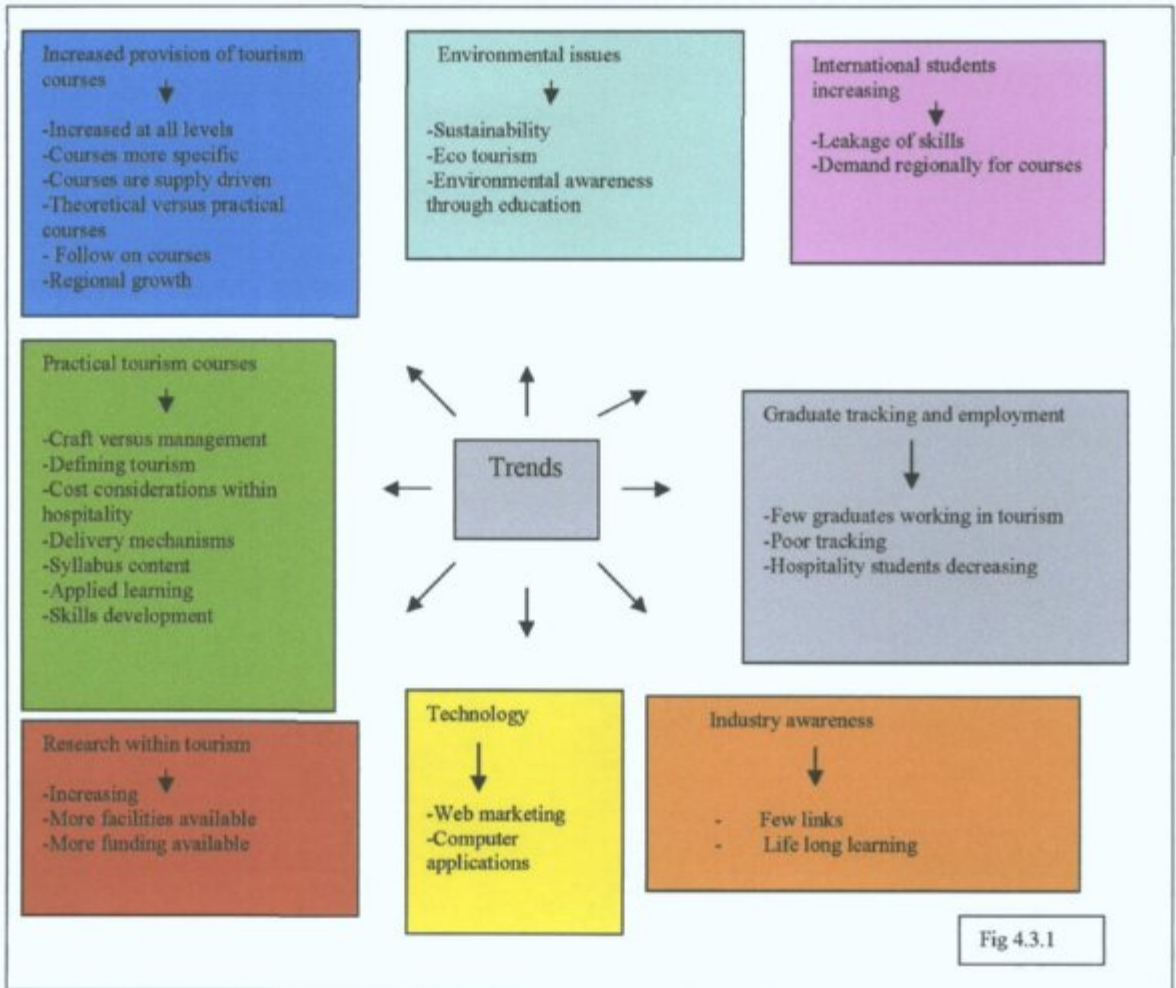 Increased provision of tourism
courses
-Increased at all levels
-Courses more specific
-Courses are supply driven
-Theoretical versus practical
courses
- Follow on courses
-Regional growth
Environmental issues
-Sustainability
-Eco tourism
-Environmental awareness
through education
International students
increasing
-Leakage of skills
-Demand regionally for courses
Practical tourism courses
-Craft versus management
-Defining tourism
-Cost considerations within
hospitality
-Delivery mechanisms
-Syllabus content
-Applied learning
-Skills development
Trends
Graduate tracking and employment
-Few graduates working in tourism
-Poor tracking
-Hospitality students decreasing
Research within tourism
-Increasing
-More facilities available
-More funding available
Technology
-Web marketing
-Computer
applications
Industry awareness
- Few links
- Life long learning
Fig 4.3.1